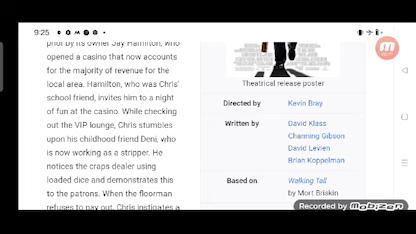 9:25
prior by its owner Jay Hamilton, who
opened a casino that now accounts
for the majority of revenue for the
local area. Hamilton, who was Chris'
school friend, invites him to a night
of fun at the casino. While checking
out the VIP lounge, Chris stumbles
upon his childhood friend Deni, who
is now working as a stripper. He
notices the craps dealer using
loaded dice and demonstrates this
to the patrons. When the floorman
refuses to pay out, Chris instigates a
Theatrical release poster
Directed by Kevin Bray
Written by David Klass
Channing Gibson
David Levien
Brian Koppelman
Based on Walking Tall
by Mort Briskin
Recorded by Mobizen